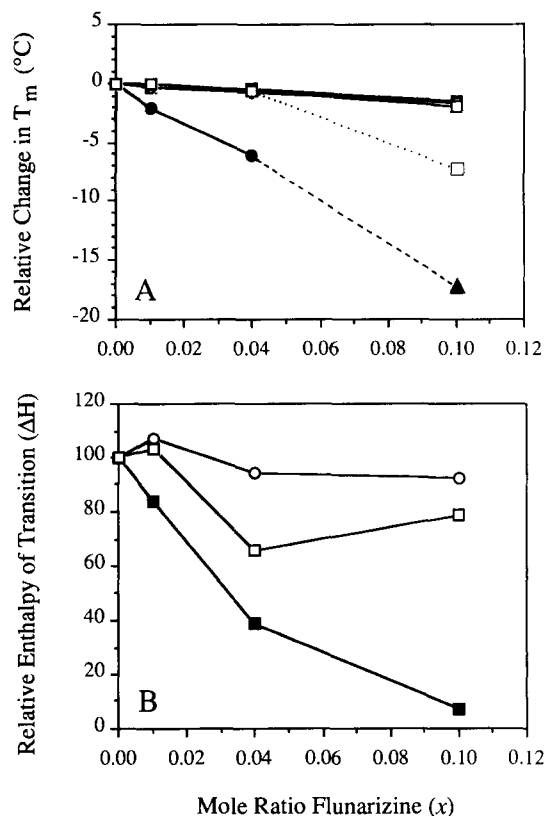 Relative Change in Tm (°C)
5
0
-5
-10
-15
-20
A
0.00 0.02 0.04 0.06 0.08 0.10 0.12
Relative Enthalpy of Transition (ΔH)
120
100
80
60
40
20
0
B
0.00 0.02 0.04 0.06 0.08 0.10 0.12
Mole Ratio Flunarizine (x)